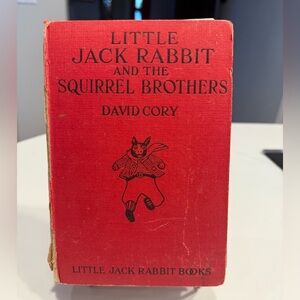 LITTLE
JACK RABBIT
AND THE
SQUIRREL BROTHERS
DAVID CORY
LITTLE JACK RABBIT BOOKS